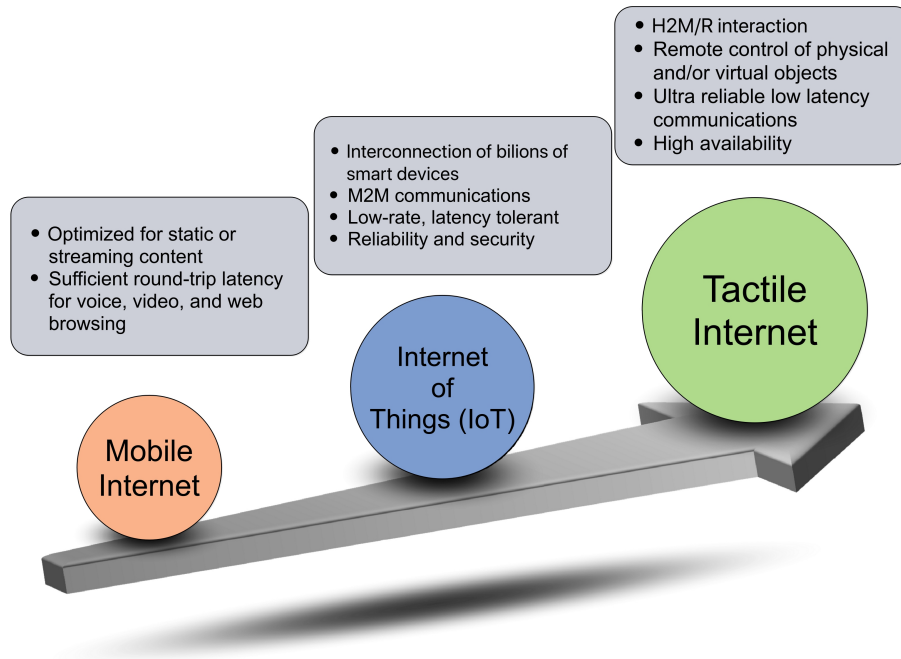 • Optimized for static or
streaming content
• Sufficient round-trip latency
for voice, video, and web
browsing
Mobile
Internet
• Interconnection of bilions of
smart devices
• M2M communications
• Low-rate, latency tolerant
• Reliability and security
Internet
of
Things (IoT)
• H2M/R interaction
• Remote control of physical
and/or virtual objects
• Ultra reliable low latency
communications
• High availability
Tactile
Internet